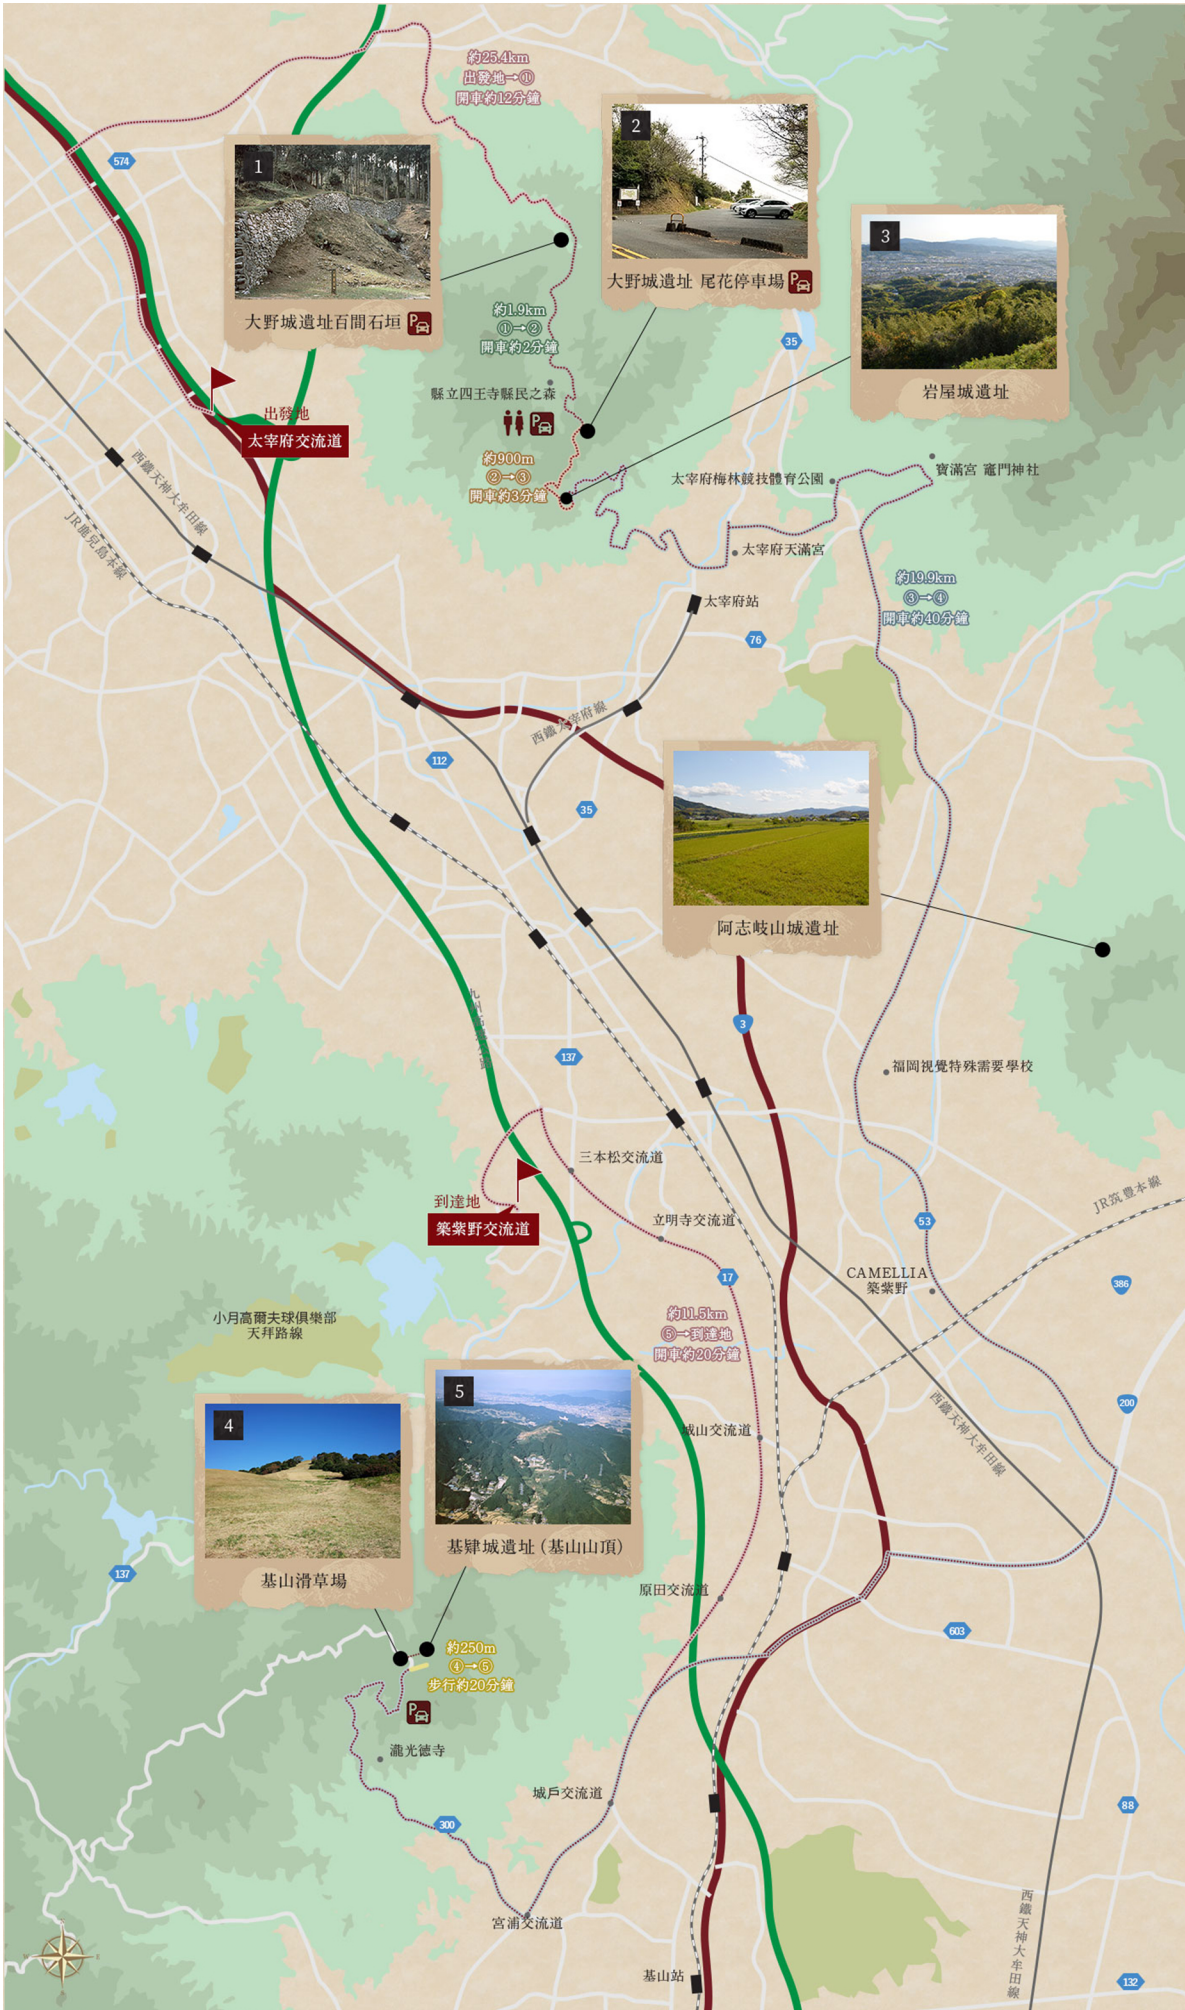 約25.4km
出發地→①
開車約12分鐘
574
1
大野城遺址百間石垣
P
2
大野城遺址 尾花停車場
P
3
岩屋城遺址
約1.9km
①→②
開車約2分鐘
35
縣立四王寺縣民之森
P
出發地
太宰府交流道
西鐵天神大牟田線
JR鹿兒島本線
約900m
②→③
開車約3分鐘
太宰府梅林競技體育公園
寶滿宮 竈門神社
太宰府天滿宮
約19.9km
③→④
開車約40分鐘
太宰府站
76
西鐵太宰府線
112
35
阿志岐山城遺址
3
137
福岡視覺特殊需要學校
三本松交流道
到達地
築紫野交流道
立明寺交流道
JR筑豊本線
53
17
CAMELLIA
築紫野
386
約11.5km
⑤→到達地
開車約20分鐘
小月高爾夫球俱樂部
天拜路線
200
西鐵天神大牟田線
城山交流道
4
基山滑草場
5
基肄城遺址（基山山頂）
137
原田交流道
603
約250m
④→⑤
步行約20分鐘
P
瀧光德寺
城戶交流道
300
88
宮浦交流道
西鐵天神大牟田線
基山站
132